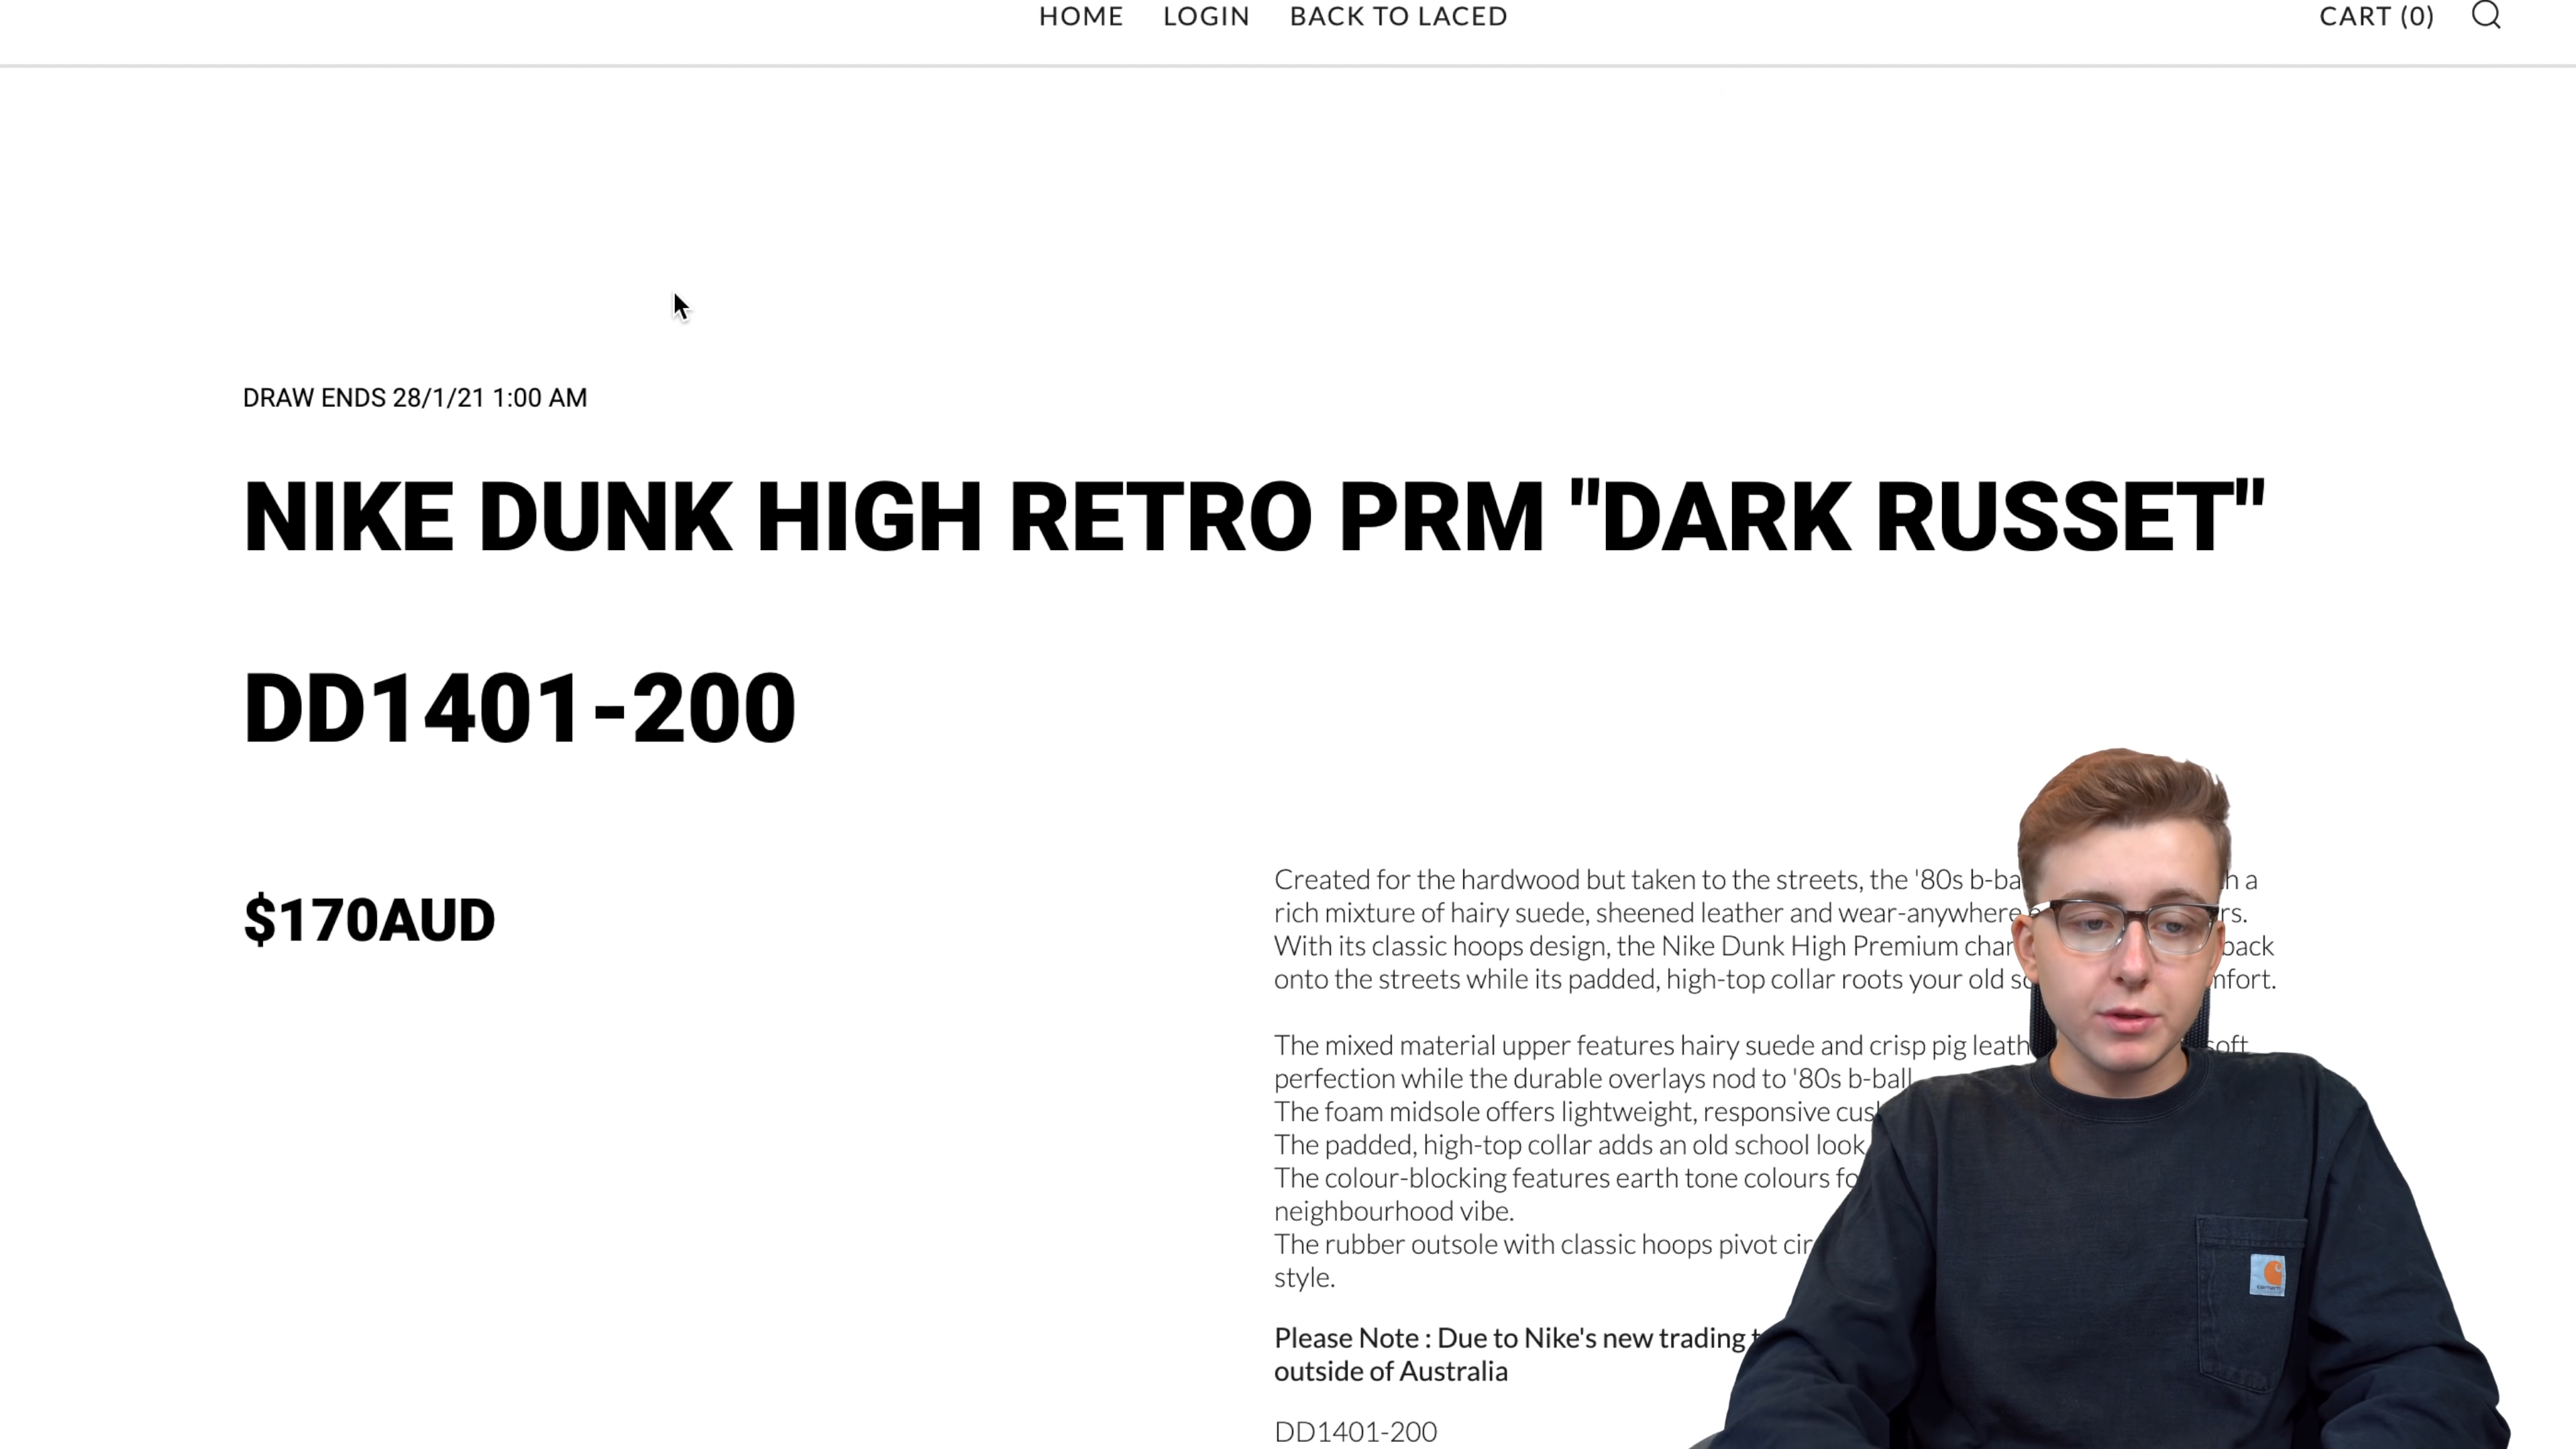 HOME LOGIN BACK TO LACED CART (0)
DRAW ENDS 28/1/21 1:00 AM
NIKE DUNK HIGH RETRO PRM "DARK RUSSET"
DD1401-200
$170AUD
Created for the hardwood but taken to the streets, the '80s a
rich mixture of hairy suede, sheened leather and wear-anywhere
With its classic hoops design, the Nike Dunk High Premium back
onto the streets while its padded, high-top collar roots your old
The mixed material upper features hairy suede and crisp pig soft
perfection while the durable overlays nod to '80s b-ball
The foam midsole offers lightweight, responsive
The padded, high-top collar adds an old school look
The colour-blocking features earth tone colours
neighbourhood vibe.
The rubber outsole with classic hoops pivot
style.
Please Note : Due to Nike's new trading
outside of Australia
DD1401-200